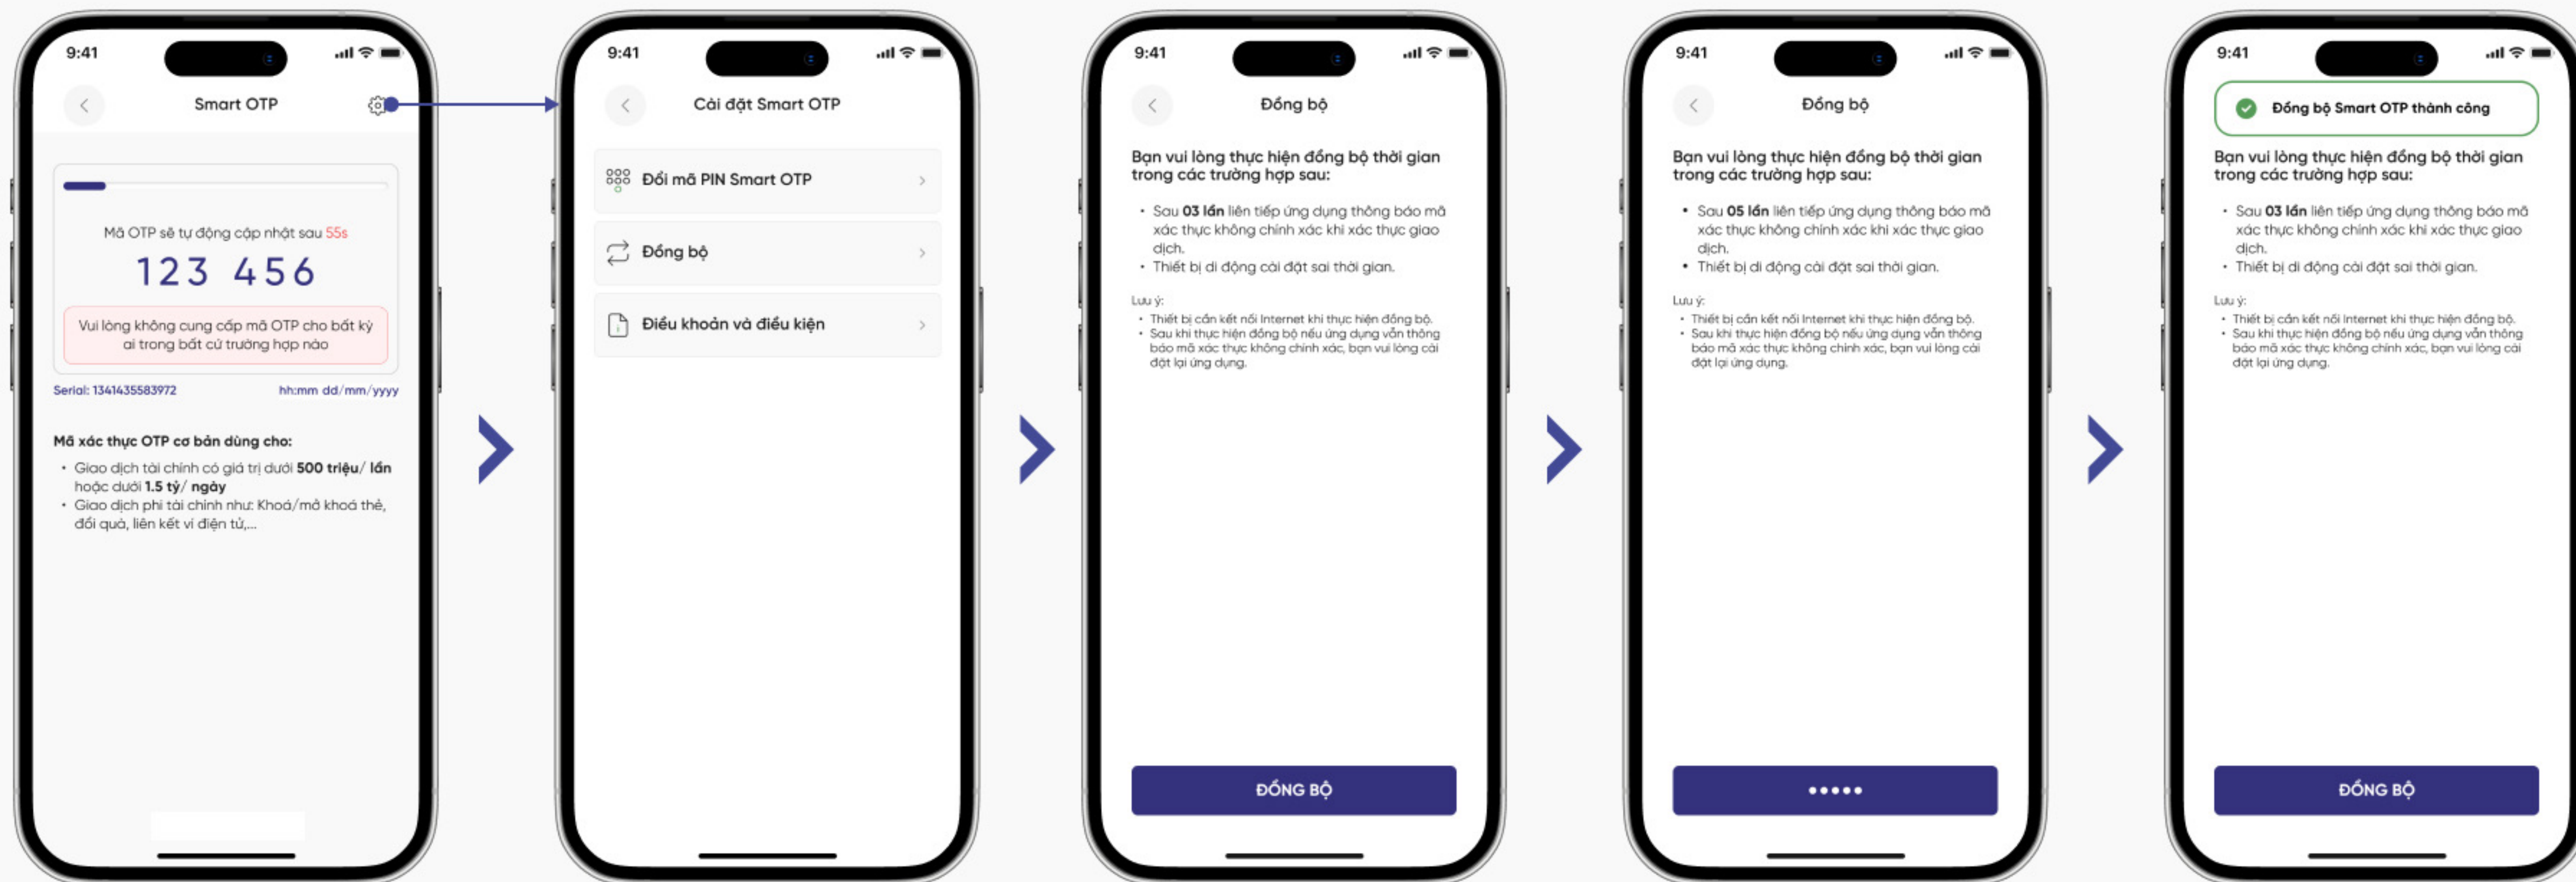 9:41
Smart OTP
Mã OTP sẽ tự động cập nhật sau 55s
123 456
Vui lòng không cung cấp mã OTP cho bất kỳ
ai trong bất cứ trường hợp nào
Serial: 1341435583972
hh:mm dd/mm/yyyy
Mã xác thực OTP cơ bản dùng cho:
• Giao dịch tài chính có giá trị dưới 500 triệu/ lần
hoặc dưới 1.5 tỷ/ ngày
• Giao dịch phi tài chính như: Khoá/mở khoá thẻ,
đổi quà, liên kết ví điện tử,...
9:41
Cài đặt Smart OTP
Đổi mã PIN Smart OTP
Đồng bộ
Điều khoản và điều kiện
9:41
Đồng bộ
Bạn vui lòng thực hiện đồng bộ thời gian
trong các trường hợp sau:
• Sau 03 lần liên tiếp ứng dụng thông báo mã
xác thực không chính xác khi xác thực giao
dịch.
• Thiết bị di động cài đặt sai thời gian.
Lưu ý:
• Thiết bị cần kết nối Internet khi thực hiện đồng bộ.
• Sau khi thực hiện đồng bộ nếu ứng dụng vẫn thông
báo mã xác thực không chính xác, bạn vui lòng cài
đặt lại ứng dụng.
ĐỒNG BỘ
9:41
Đồng bộ
Bạn vui lòng thực hiện đồng bộ thời gian
trong các trường hợp sau:
• Sau 05 lần liên tiếp ứng dụng thông báo mã
xác thực không chính xác khi xác thực giao
dịch.
• Thiết bị di động cài đặt sai thời gian.
Lưu ý:
• Thiết bị cần kết nối Internet khi thực hiện đồng bộ.
• Sau khi thực hiện đồng bộ nếu ứng dụng vẫn thông
báo mã xác thực không chính xác, bạn vui lòng cài
đặt lại ứng dụng.
9:41
Đồng bộ Smart OTP thành công
Bạn vui lòng thực hiện đồng bộ thời gian
trong các trường hợp sau:
• Sau 03 lần liên tiếp ứng dụng thông báo mã
xác thực không chính xác khi xác thực giao
dịch.
• Thiết bị di động cài đặt sai thời gian.
Lưu ý:
• Thiết bị cần kết nối Internet khi thực hiện đồng bộ.
• Sau khi thực hiện đồng bộ nếu ứng dụng vẫn thông
báo mã xác thực không chính xác, bạn vui lòng cài
đặt lại ứng dụng.
ĐỒNG BỘ